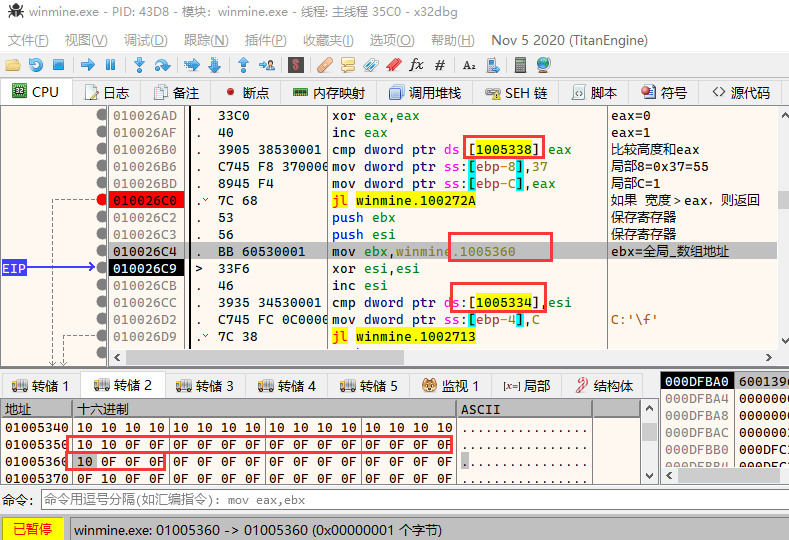 winmine.exe - PID: 43D8 - 模块: winmine.exe - 线程: 主线程 35C0 - x32dbg
文件(F) 视图(V) 调试(D) 跟踪(N) 插件(P) 收藏夹(I) 选项(O) 帮助(H) Nov 5 2020 (TitanEngine)
CPU 日志 备注 断点 内存映射 调用堆栈 SEH 链 脚本 符号 源代码
010026AD . 33C0 xor eax,eax eax=0
010026AF . 40 inc eax eax=1
010026B0 . 3905 38530001 cmp dword ptr ds:[1005338],eax 比较高度和eax
010026B6 . C745 F8 370000 mov dword ptr ss:[ebp-8],37 局部8=0x37=55
010026BD . 8945 F4 mov dword ptr ss:[ebp-C],eax 局部C=1
010026C0 . 7C 68 jl winmine.100272A 如果 宽度>eax，则返回
010026C2 . 53 push ebx 保存寄存器
010026C3 . 56 push esi 保存寄存器
010026C4 . BB 60530001 mov ebx,winmine.1005360 ebx=全局_数组地址
EIP 010026C9 > 33F6 xor esi,esi
010026CB . 46 inc esi
010026CC . 3935 34530001 cmp dword ptr ds:[1005334],esi
010026D2 . C745 FC 0C0000 mov dword ptr ss:[ebp-4],C C:'\f'
010026D9 . 7C 38 jl winmine.1002713
转储 1 转储 2 转储 3 转储 4 转储 5 监视 1 局部 结构体
地址 十六进制 ASCII
01005340 10 10 10 10 10 10 10 10 10 10 10 10 10 10 10 10 ................
01005350 10 10 0F 0F 0F 0F 0F 0F 0F 0F 0F 0F 0F 0F 0F 0F ................
01005360 10 0F 0F 0F 0F 0F 0F 0F 0F 0F 0F 0F 0F 0F 0F 0F ................
01005370 0F 10 0F 0F 0F 0F 0F 0F 0F 0F 0F 0F 0F 0F 0F 0F ................
000DFBA0 600139
000DFBA4 000000
000DFBA8 000000
000DFBAC 000000
000DFBB0 000DFC
命令: 命令用逗号分隔(如汇编指令): mov eax,ebx
已暂停 winmine.exe: 01005360 -> 01005360 (0x00000001 个字节)